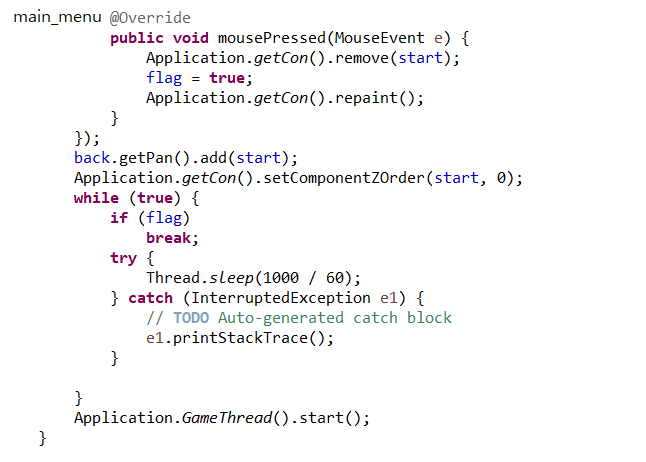 main_menu @Override
public void mousePressed(MouseEvent e) {
Application.getCon().remove(start);
flag = true;
Application.getCon().repaint();
}
});
back.getPan().add(start);
Application.getCon().setComponentZOrder(start, 0);
while (true) {
if (flag)
break;
try {
Thread.sleep(1000 / 60);
} catch (InterruptedException e1) {
// TODO Auto-generated catch block
e1.printStackTrace();
}
}
Application.GameThread().start();
}